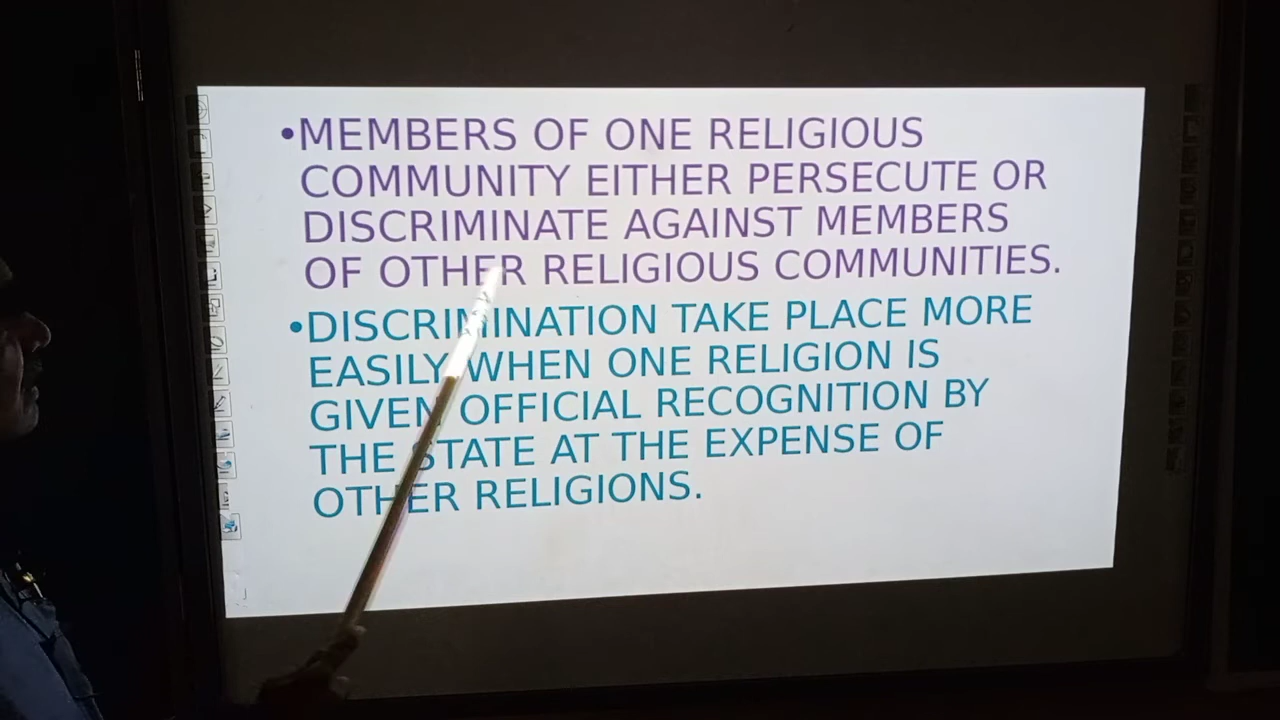 •MEMBERS OF ONE RELIGIOUS
COMMUNITY EITHER PERSECUTE OR
DISCRIMINATE AGAINST MEMBERS
OF OTHER RELIGIOUS COMMUNITIES.
•DISCRIMINATION TAKE PLACE MORE
EASILY WHEN ONE RELIGION IS
GIVEN OFFICIAL RECOGNITION BY
THE STATE AT THE EXPENSE OF
OTHER RELIGIONS.